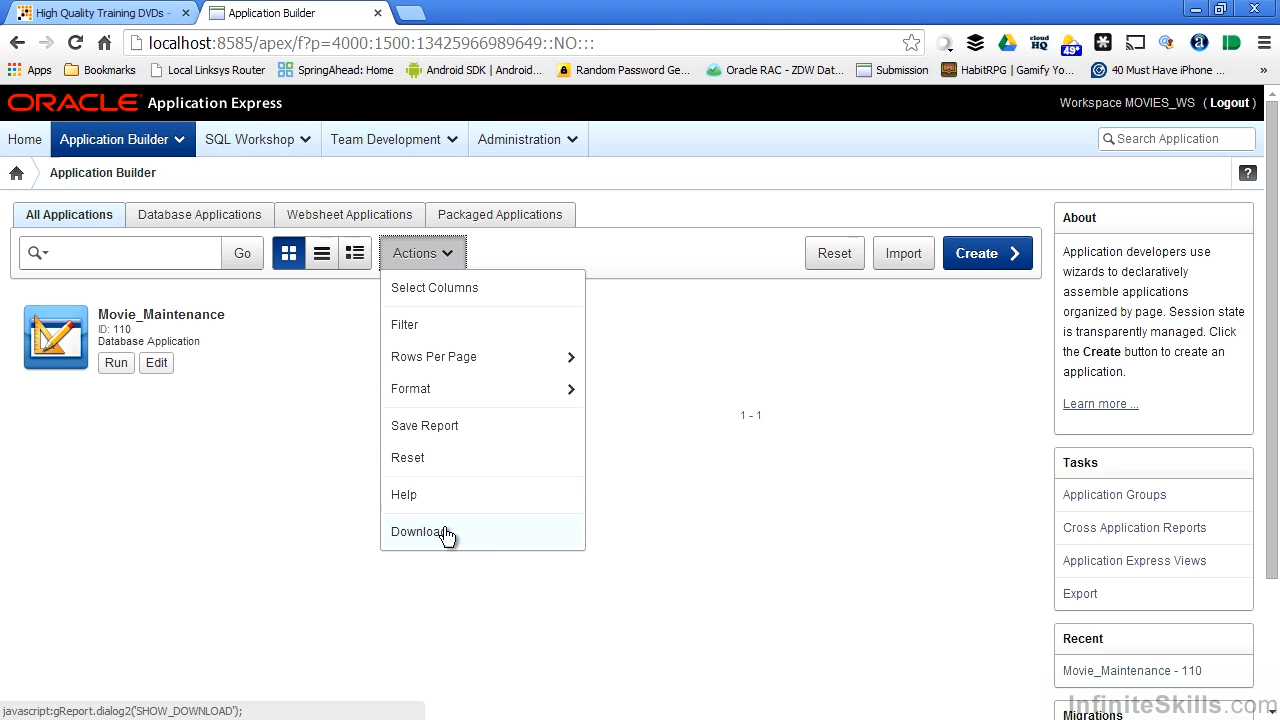 High Quality Training DVDs -
Application Builder
localhost:8585/apex/f?p=4000:1500:13425966989649::NO:::
Apps
Bookmarks
Local Linksys Router
SpringAhead: Home
Android SDK | Android...
Random Password Ge...
Oracle RAC - ZDW Dat...
Submission
HabitRPG | Gamify Yo...
40 Must Have iPhone ...
»
cloud
HQ
49°
ORACLE Application Express
Workspace MOVIES_WS ( Logout )
Home
Application Builder
SQL Workshop
Team Development
Administration
Search Application
Application Builder
?
All Applications
Database Applications
Websheet Applications
Packaged Applications
Go
Actions
Reset
Import
Create
Select Columns
Filter
Rows Per Page
Format
Save Report
Reset
Help
Download
Movie_Maintenance
ID: 110
Database Application
Run
Edit
1 - 1
About
Application developers use
wizards to declaratively
assemble applications
organized by page. Session state
is transparently managed. Click
the Create button to create an
application.
Learn more ...
Tasks
Application Groups
Cross Application Reports
Application Express Views
Export
Recent
Movie_Maintenance - 110
Migrations
javascript:gReport.dialog2('SHOW_DOWNLOAD');
InfiniteSkills.com